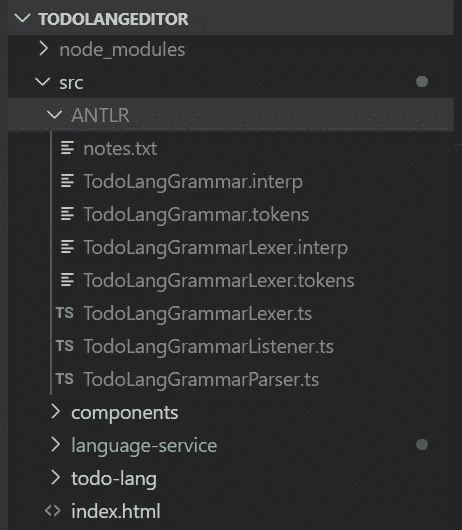 TODOLANGEDITOR
node_modules
src
ANTLR
notes.txt
TodoLangGrammar.interp
TodoLangGrammar.tokens
TodoLangGrammarLexer.interp
TodoLangGrammarLexer.tokens
TS TodoLangGrammarLexer.ts
TS TodoLangGrammarListener.ts
TS TodoLangGrammarParser.ts
components
language-service
todo-lang
<> index.html